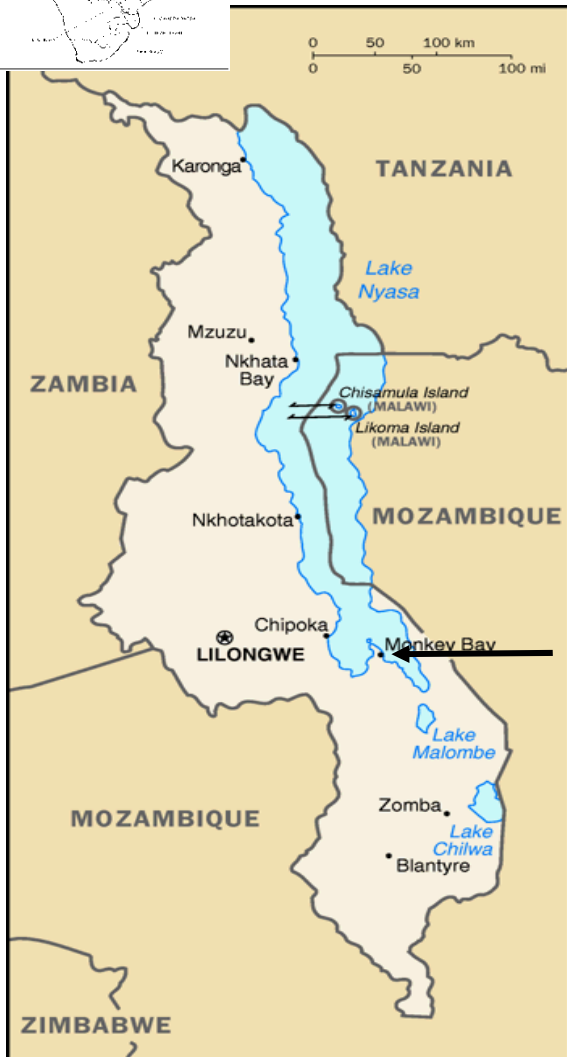 0 50 100 km
0 50 100 mi
Karonga
TANZANIA
Lake
Nyasa
Mzuzu
Nkhata
Bay
ZAMBIA
Chisamula Island
(MALAWI)
Likoma Island
(MALAWI)
Nkhotakota
MOZAMBIQUE
Chipoka
LILONGWE
Monkey Bay
Lake
Malombe
MOZAMBIQUE
Zomba
Lake
Chilwa
Blantyre
ZIMBABWE